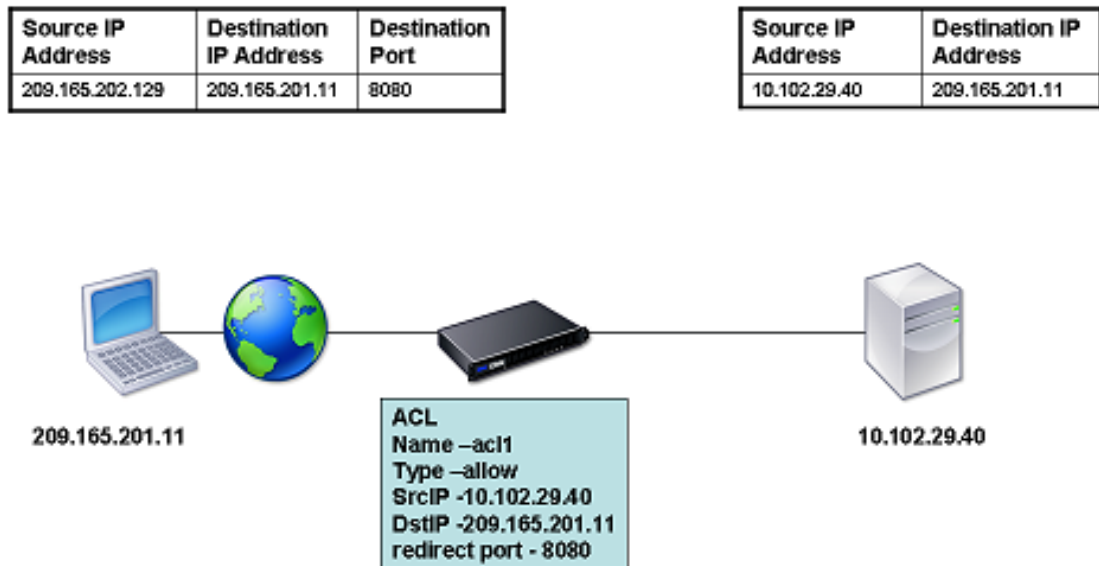 Source IP Address
Destination IP Address
Destination Port
209.165.202.129
209.165.201.11
8080
Source IP Address
Destination IP Address
10.102.29.40
209.165.201.11
209.165.201.11
10.102.29.40
ACL
Name –acl1
Type –allow
SrcIP -10.102.29.40
DstIP -209.165.201.11
redirect port - 8080